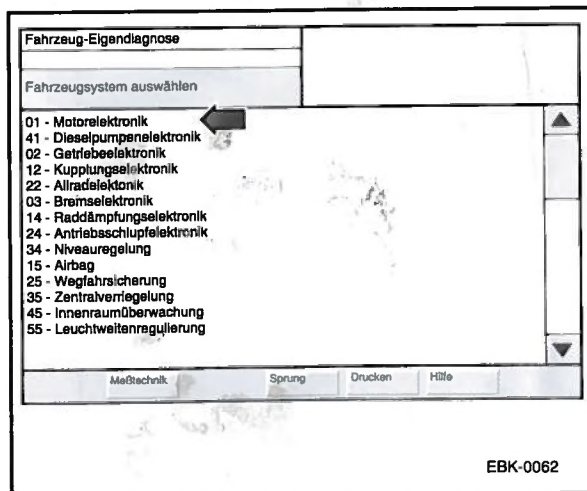 Fahrzeug-Eigendiagnose
Fahrzeugsystem auswählen
01 - Motorelektronik
41 - Dieselpumpenelektronik
02 - Getriebeelektronik
12 - Kupplungselektronik
22 - Allradelektonik
03 - Bremselektronik
14 - Raddämpfungselektronik
24 - Antriebsschlupfelektronik
34 - Niveauregelung
15 - Airbag
25 - Wegfahrsicherung
35 - Zentralverriegelung
45 - Innenraumüberwachung
55 - Leuchtweitenregulierung
Meßtechnik Sprung Drucken Hilfe
EBK-0062